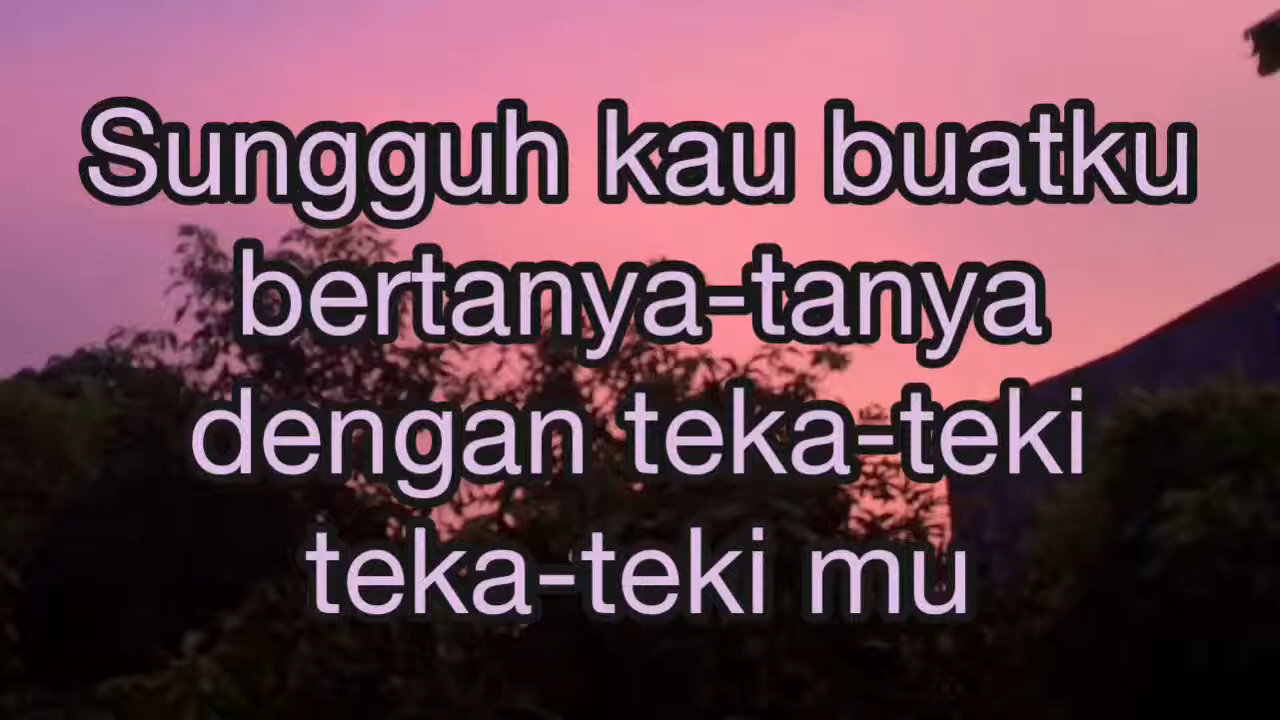 Sungguh kau buatku
bertanya-tanya
dengan teka-teki
teka-teki mu